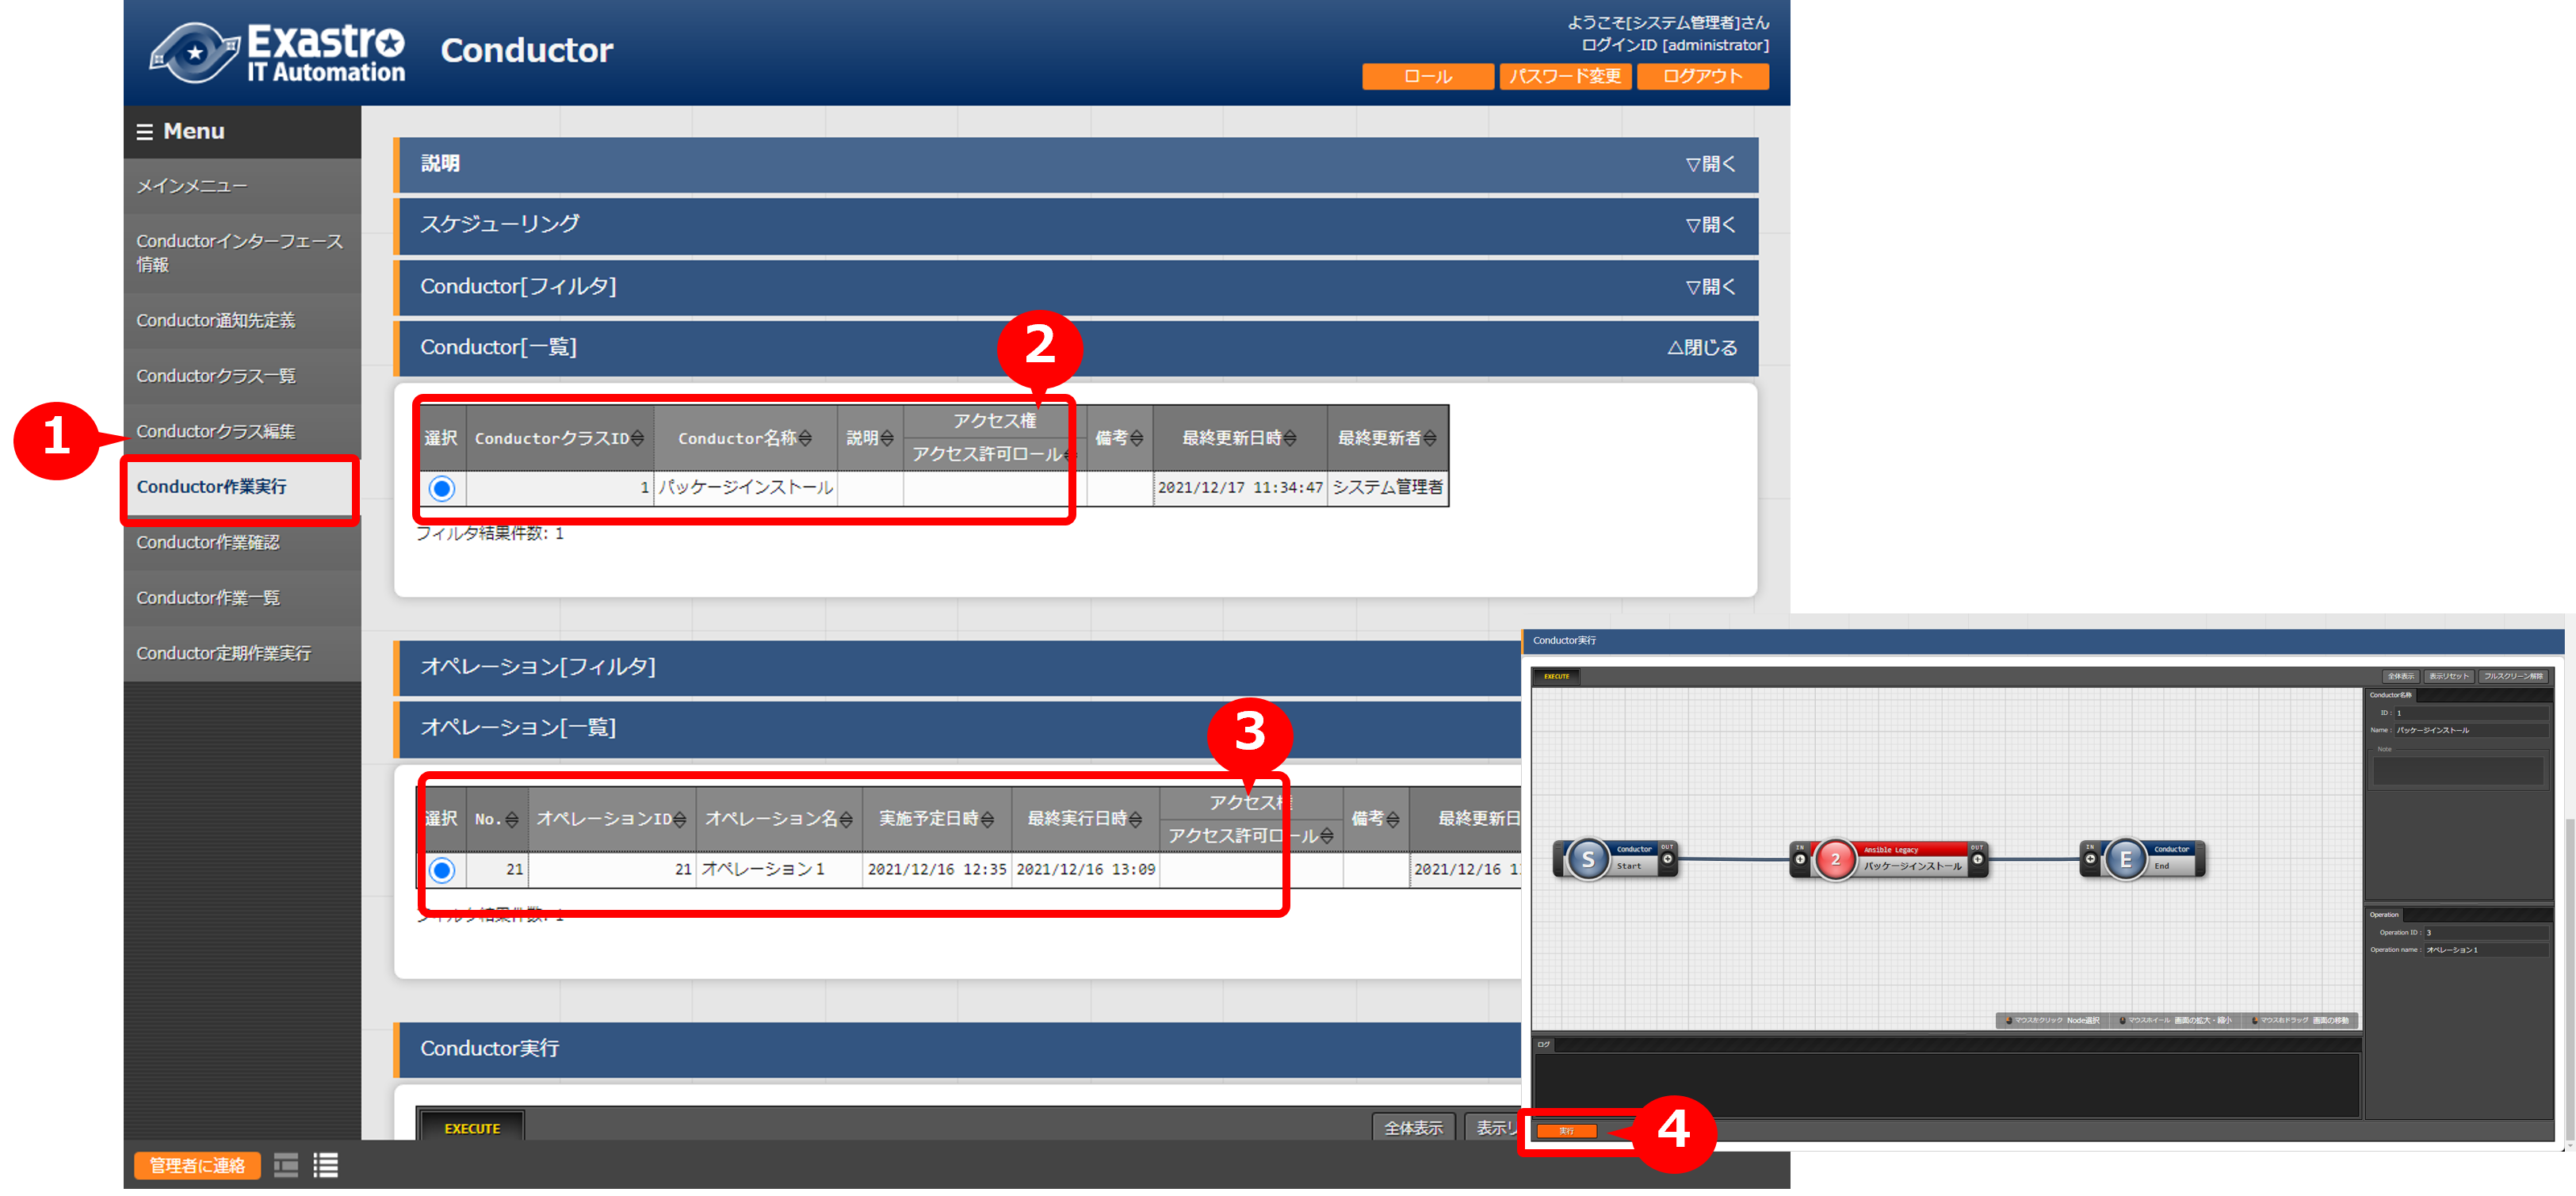 Exastro
IT Automation
Conductor
ようこそ[システム管理者]さん
ログインID [administrator]
ロール
パスワード変更
ログアウト
Menu
メインメニュー
Conductorインターフェース
情報
Conductor通知先定義
Conductorクラス一覧
Conductorクラス編集
1
Conductor作業実行
Conductor作業確認
Conductor作業一覧
Conductor定期作業実行
説明
▽開く
スケジューリング
▽開く
Conductor[フィルタ]
▽開く
Conductor[一覧]
△閉じる
2
選択 ConductorクラスID Conductor名称 説明 アクセス権 備考 最終更新日時 最終更新者
アクセス許可ロール
1 パッケージインストール 2021/12/17 11:34:47 システム管理者
フィルタ結果件数: 1
オペレーション[フィルタ]
オペレーション[一覧]
3
選択 No. オペレーションID オペレーション名 実施予定日時 最終実行日時 アクセス権 備考 最終更新日
アクセス許可ロール
21 21 オペレーション1 2021/12/16 12:35 2021/12/16 13:09 2021/12/16 1
フィルタ結果件数: 1
Conductor実行
EXECUTE
全体表示
表示リ
管理者に連絡
Conductor実行
EXECUTE
全体表示
表示リセット
フルスクリーン解除
Conductor名称
ID : 1
Name : パッケージインストール
Note
S
Conductor
Start
OUT
IN
2
Ansible Legacy
パッケージインストール
OUT
IN
E
Conductor
End
Operation
Operation ID : 3
Operation name : オペレーション1
マウス左クリック Node選択
マウスホイール 画面の拡大・縮小
マウス右ドラッグ 画面の移動
ログ
実行
4